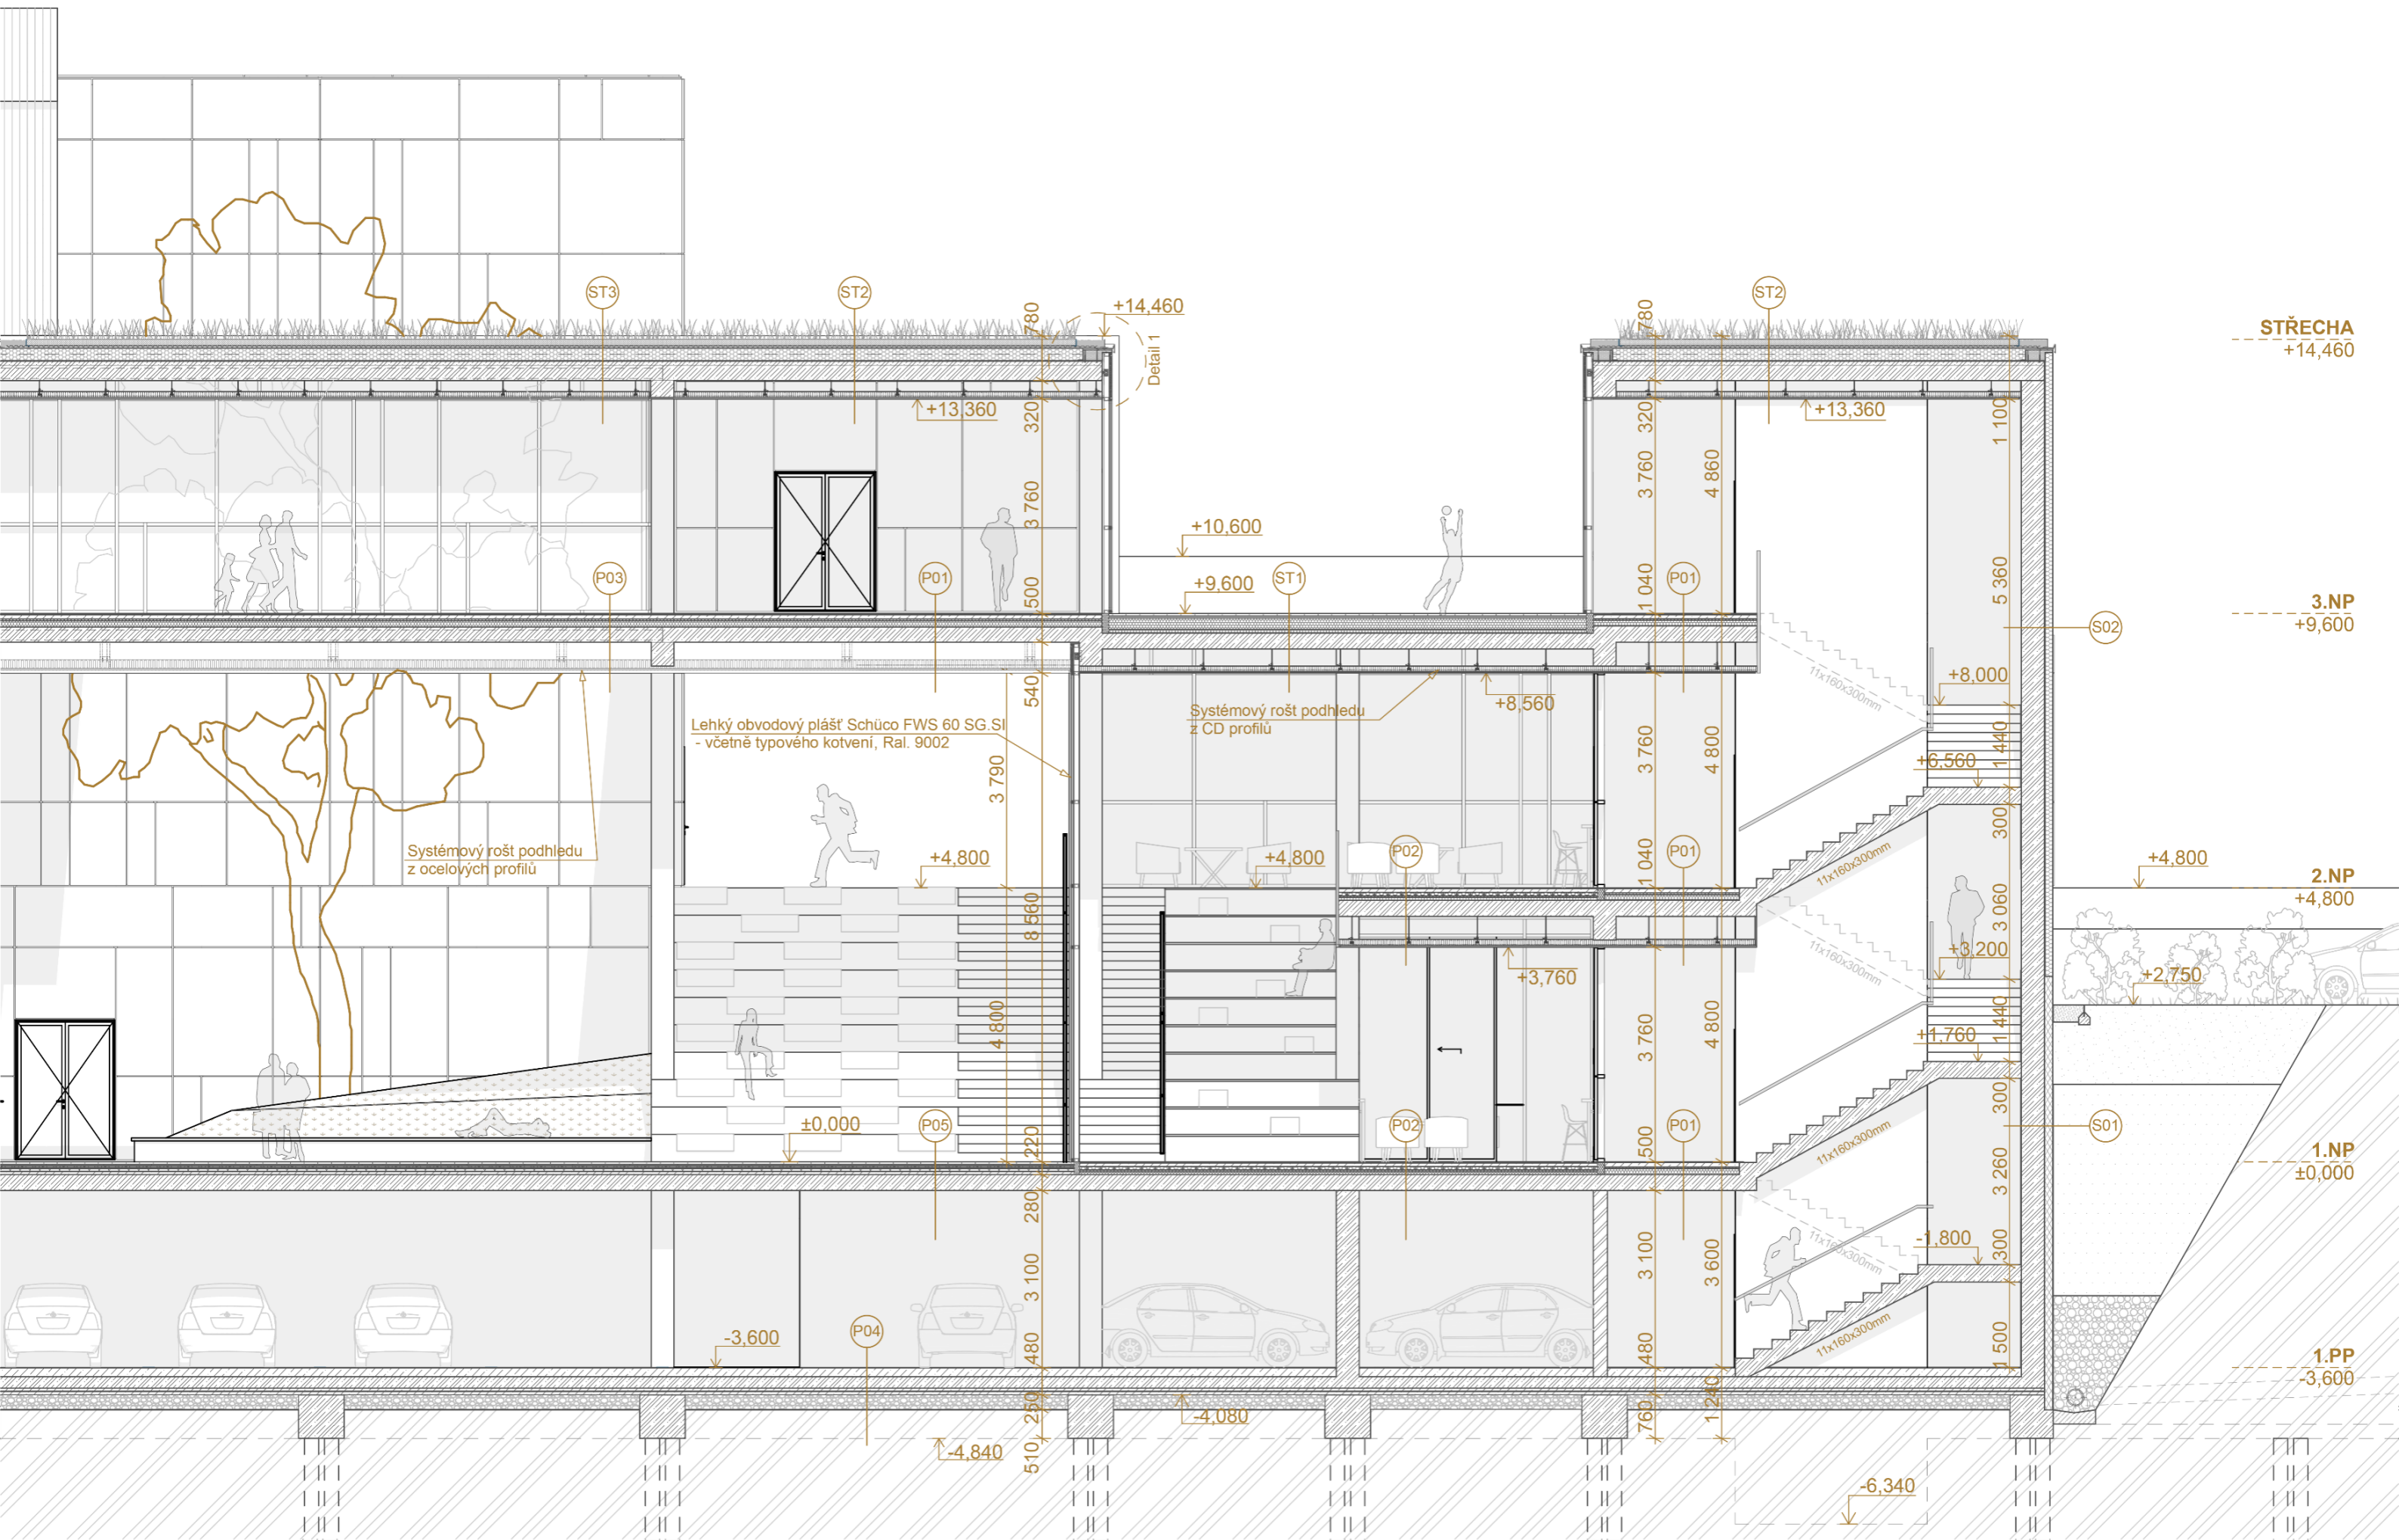 ST3
ST2
780
+14,460
Detail 1
780
ST2
STŘECHA
+14,460
+13,360
320
320
+13,360
1 100
3 760
3 760
4 860
+10,600
+9,600
ST1
P03
P01
500
1 040
P01
5 360
3.NP
+9,600
S02
540
+8,560
+8,000
11x160x300mm
Lehký obvodový plášť Schüco FWS 60 SG.SI
- včetně typového kotvení, Ral. 9002
Systémový rošt podhledu
z CD profilů
3 790
3 760
4 800
1 440
+6,560
300
Systémový rošt podhledu
z ocelových profilů
+4,800
+4,800
P02
1 040
P01
11x160x300mm
+4,800
2.NP
+4,800
8 560
3 060
11x160x300mm
+3,200
+3,760
+2,750
4 800
3 760
4 800
1 440
+1,760
300
±0,000
P05
220
P02
500
P01
11x160x300mm
S01
1.NP
±0,000
3 260
280
11x160x300mm
-1,800
300
3 100
3 100
3 600
-3,600
P04
480
480
11x160x300mm
1 500
1.PP
-3,600
250
-4,080
760
1 240
-4,840
510
-6,340